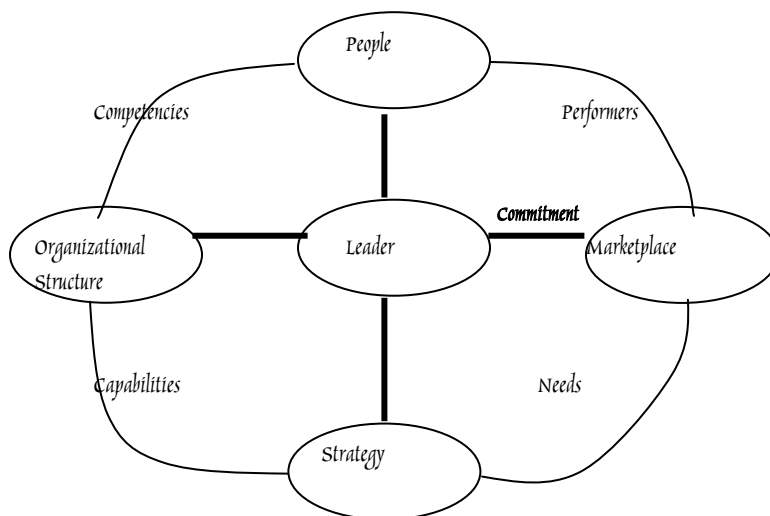 People
Competencies
Performers
Commitment
Organizational
Structure
Leader
Marketplace
Capabilities
Needs
Strategy